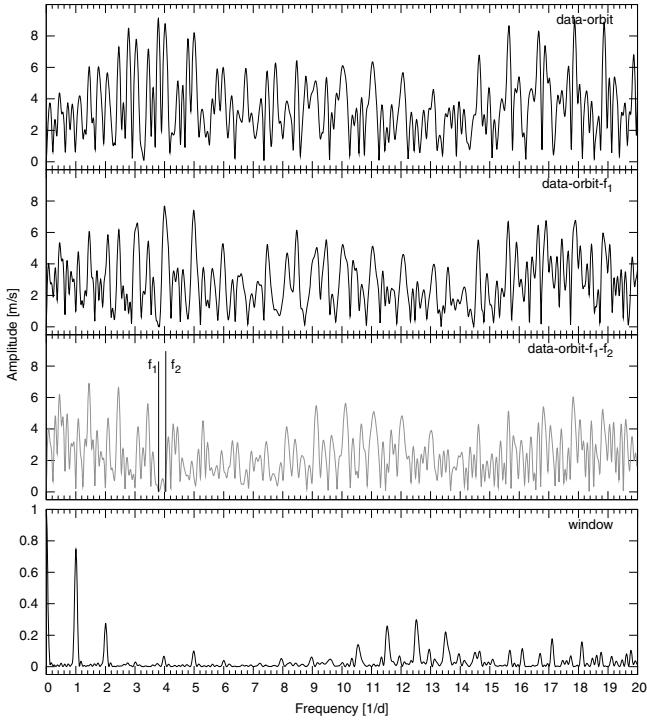 data-orbit
8
6
4
2
0
data-orbit-f1
8
6
4
2
0
Amplitude [m/s]
data-orbit-f1-f2
f1 f2
8
6
4
2
0
window
1
0.8
0.6
0.4
0.2
0
0 1 2 3 4 5 6 7 8 9 10 11 12 13 14 15 16 17 18 19 20
Frequency [1/d]